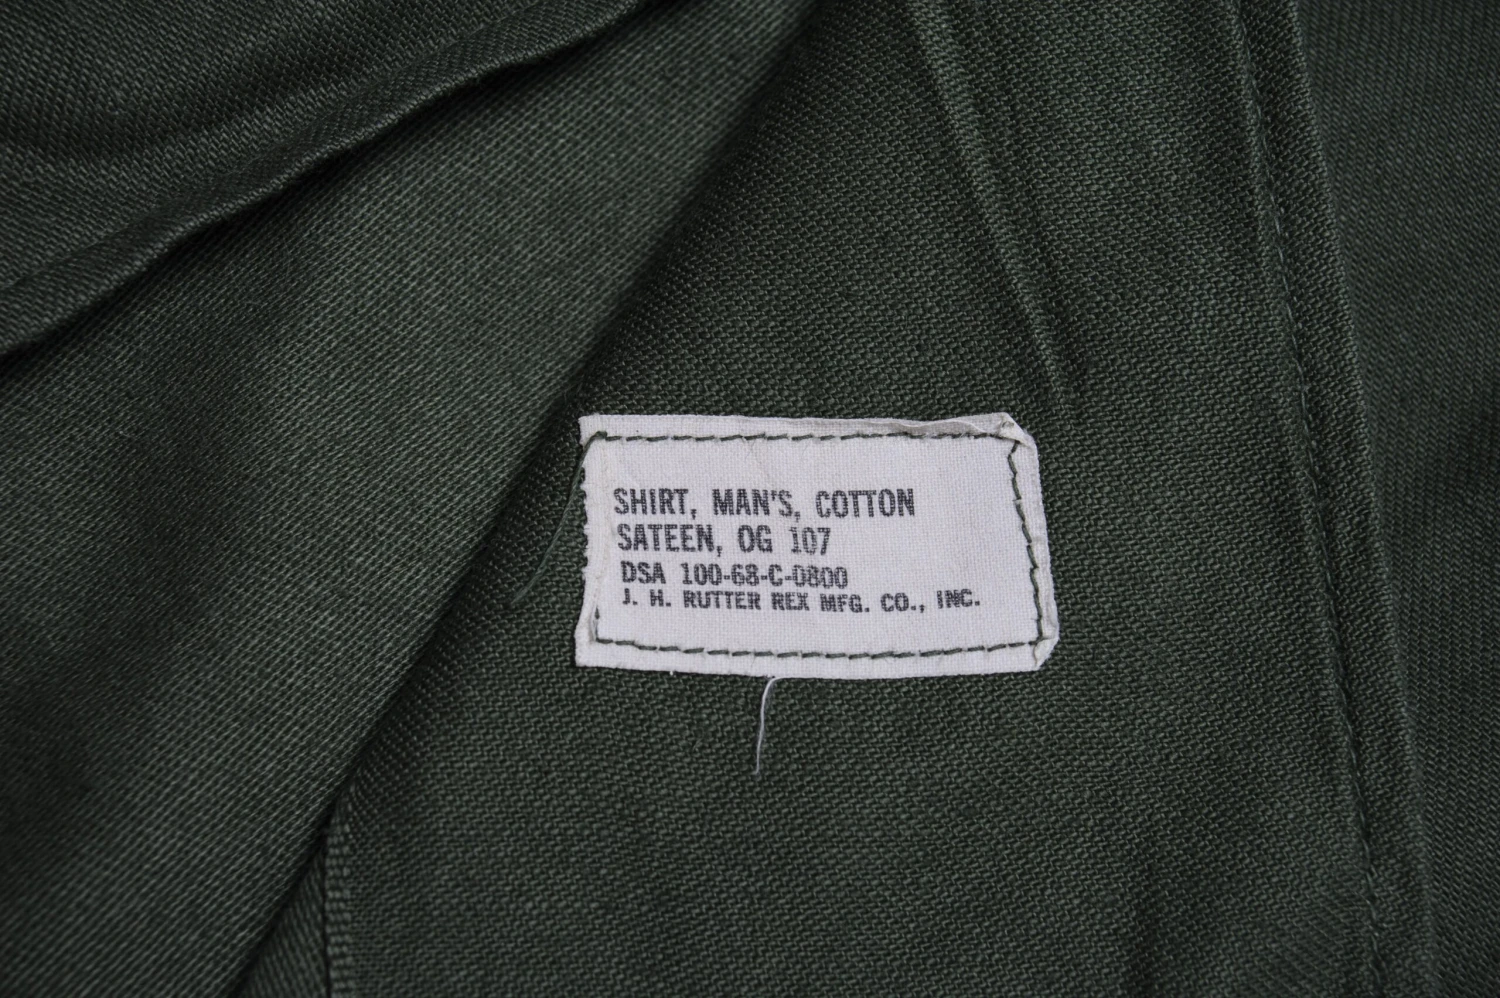 SHIRT, MAN'S, COTTON
SATEEN, OG 107
DSA 100-68-C-0800
J. H. RUTTER REX MFG. CO., INC.